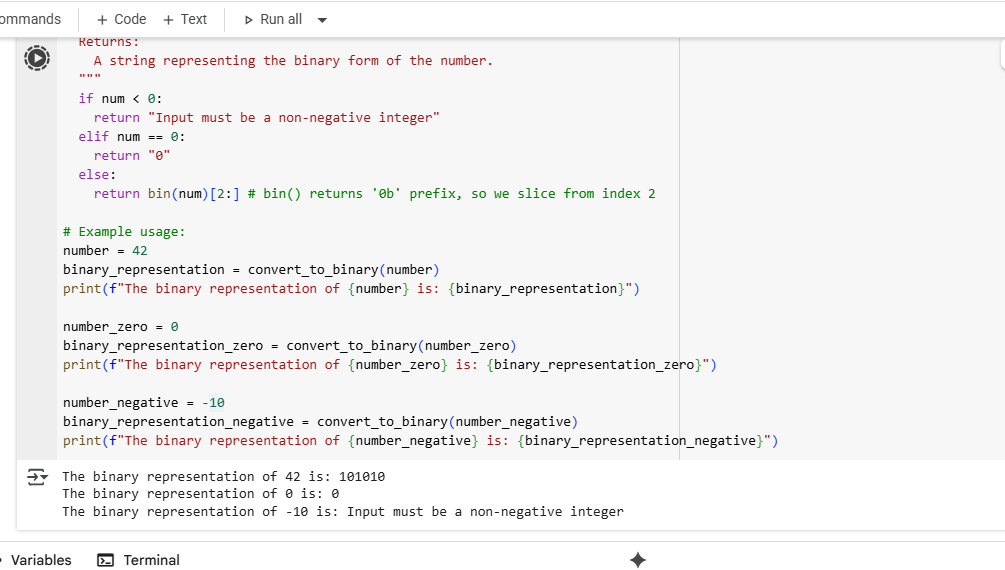 ommands + Code + Text Run all
Returns:
A string representing the binary form of the number.
"""
if num < 0:
return "Input must be a non-negative integer"
elif num == 0:
return "0"
else:
return bin(num)[2:] # bin() returns '0b' prefix, so we slice from index 2
# Example usage:
number = 42
binary_representation = convert_to_binary(number)
print(f"The binary representation of {number} is: {binary_representation}")
number_zero = 0
binary_representation_zero = convert_to_binary(number_zero)
print(f"The binary representation of {number_zero} is: {binary_representation_zero}")
number_negative = -10
binary_representation_negative = convert_to_binary(number_negative)
print(f"The binary representation of {number_negative} is: {binary_representation_negative}")
The binary representation of 42 is: 101010
The binary representation of 0 is: 0
The binary representation of -10 is: Input must be a non-negative integer
Variables Terminal